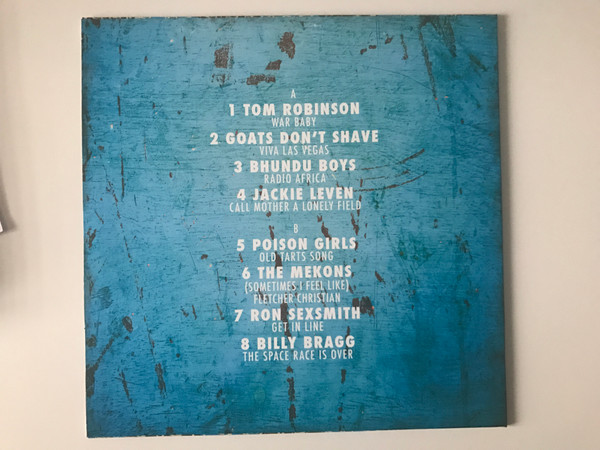 A
1 TOM ROBINSON
WAR BABY
2 GOATS DON'T SHAVE
VIVA LAS VEGAS
3 BHUNDU BOYS
RADIO AFRICA
4 JACKIE LEVEN
CALL MOTHER A LONELY FIELD
B
5 POISON GIRLS
OLD TARTS SONG
6 THE MEKONS
(SOMETIMES I FEEL LIKE)
FLETCHER CHRISTIAN
7 RON SEXSMITH
GET IN LINE
8 BILLY BRAGG
THE SPACE RACE IS OVER